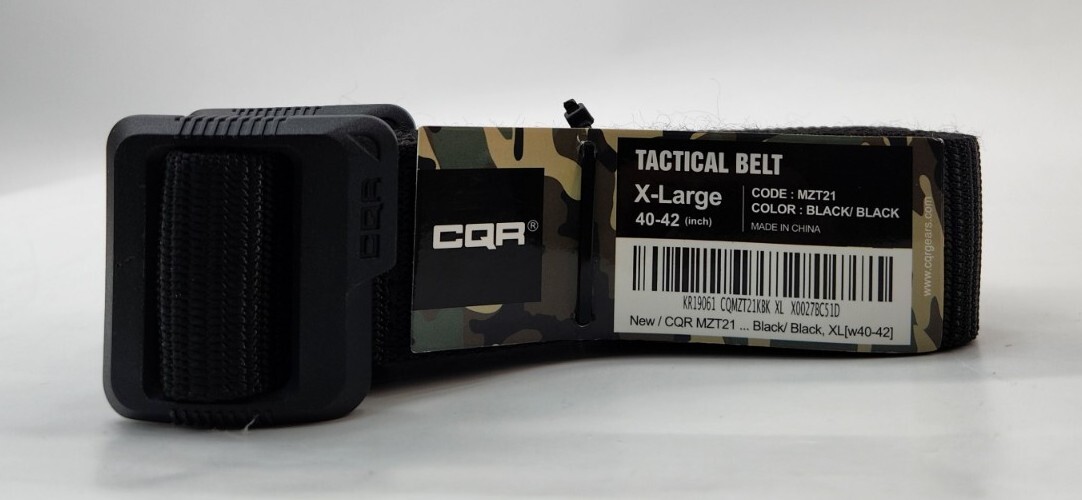 CQR
CQR®
TACTICAL BELT
X-Large
40-42 (inch)
CODE : MZT21
COLOR : BLACK/ BLACK
MADE IN CHINA
KR19061 CQMZT21KBK XL X0027BC51D
New / CQR MZT21 ... Black/ Black, XL[w40-42]
www.cqrgears.com